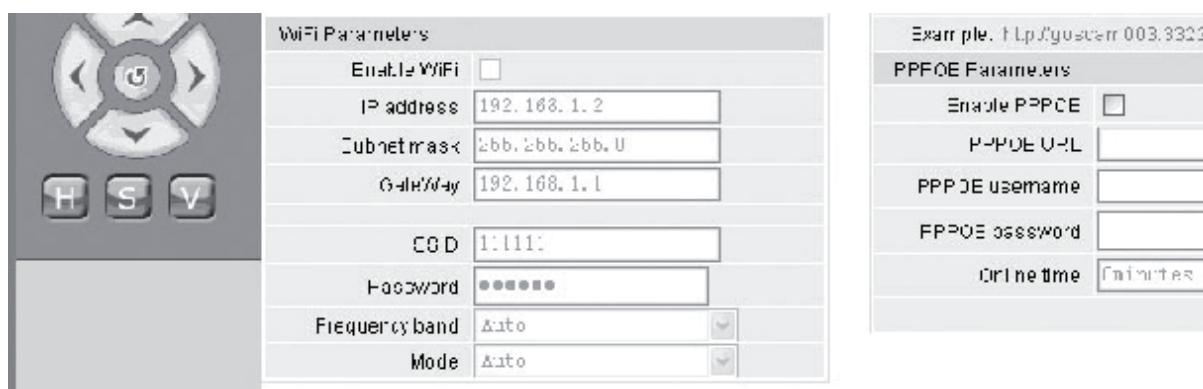 WiFi Parameters
Enable WiFi
IP address 192.168.1.2
Subnet mask 255.255.255.0
GateWay 192.168.1.1
H S V
111111
Password ●●●●●●
Frequency band Auto
Mode Auto
Example:
PPPOE Parameters
Enable PPPOE
PPPOE URL
PPPOE username
PPPOE password
Online time 0minutes